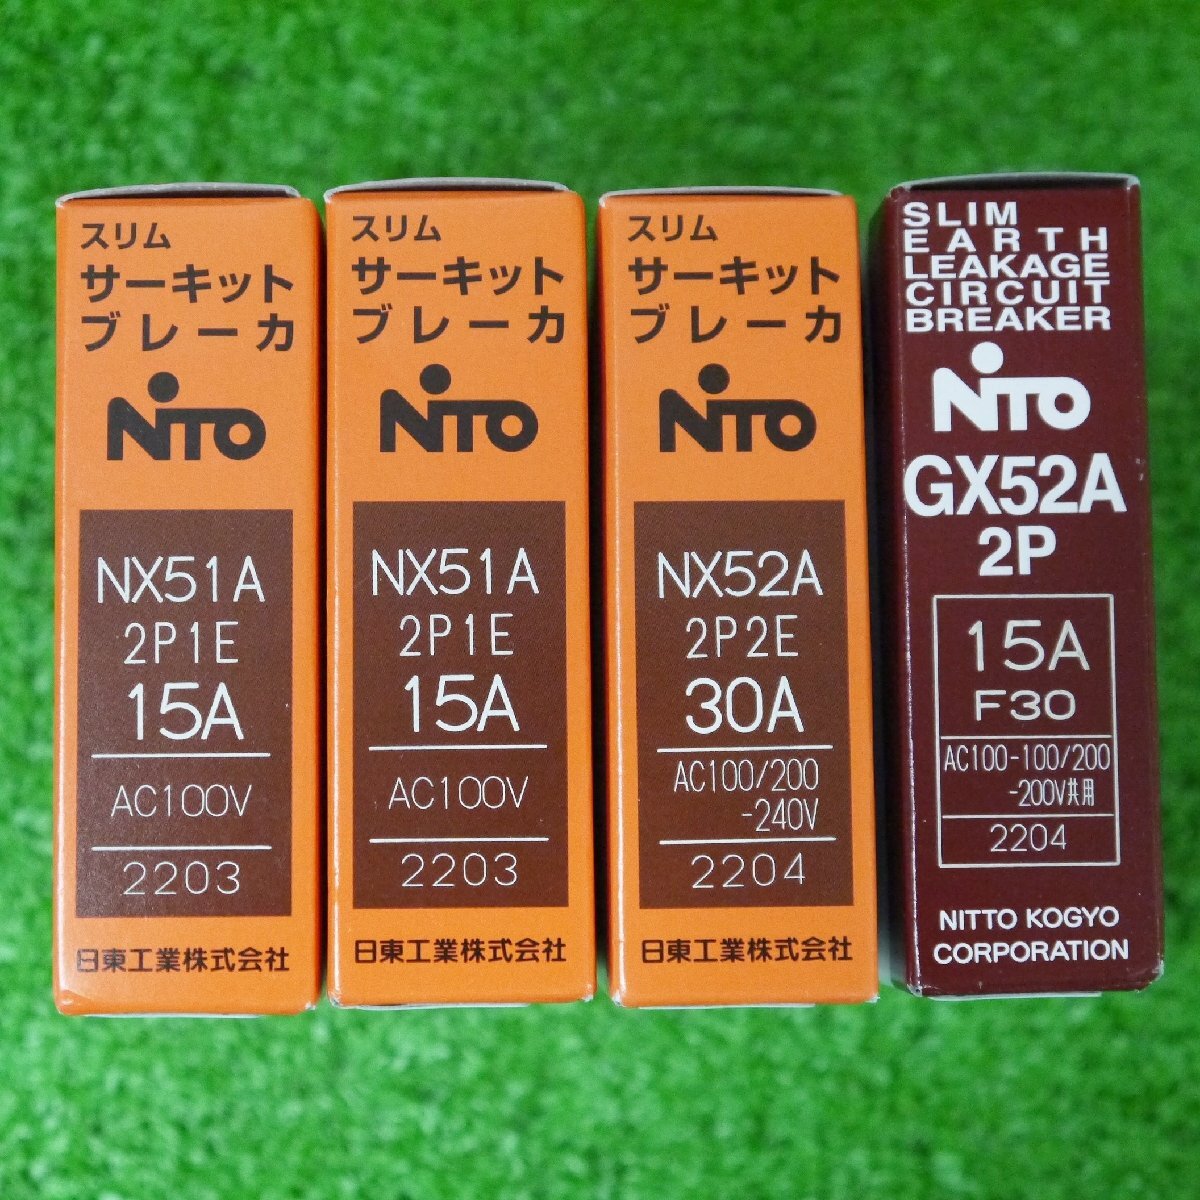 スリム
サーキット
ブレーカ
NITO
NX51A
2P1E
15A
AC100V
2203
日東工業株式会社
スリム
サーキット
ブレーカ
NITO
NX51A
2P1E
15A
AC100V
2203
日東工業株式会社
スリム
サーキット
ブレーカ
NITO
NX52A
2P2E
30A
AC100/200
-240V
2204
日東工業株式会社
SLIM
EARTH
LEAKAGE
CIRCUIT
BREAKER
NITO
GX52A
2P
15A
F30
AC100-100/200
-200V共用
2204
NITTO KOGYO
CORPORATION